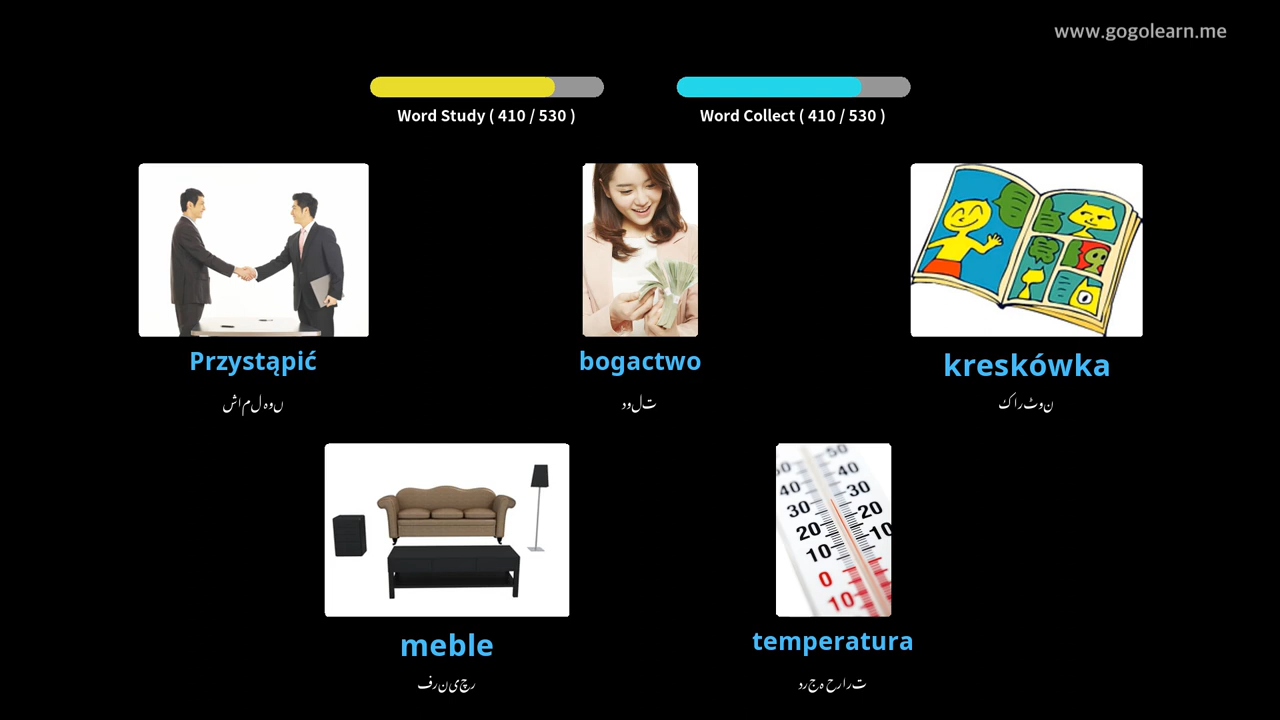 www.gogolearn.me
Word Study ( 410 / 530 )
Word Collect ( 410 / 530 )
Przystąpić
شامل ہوں
bogactwo
دولت
kreskówka
کارٹون
meble
فرنیچر
temperatura
درجہ حرارت